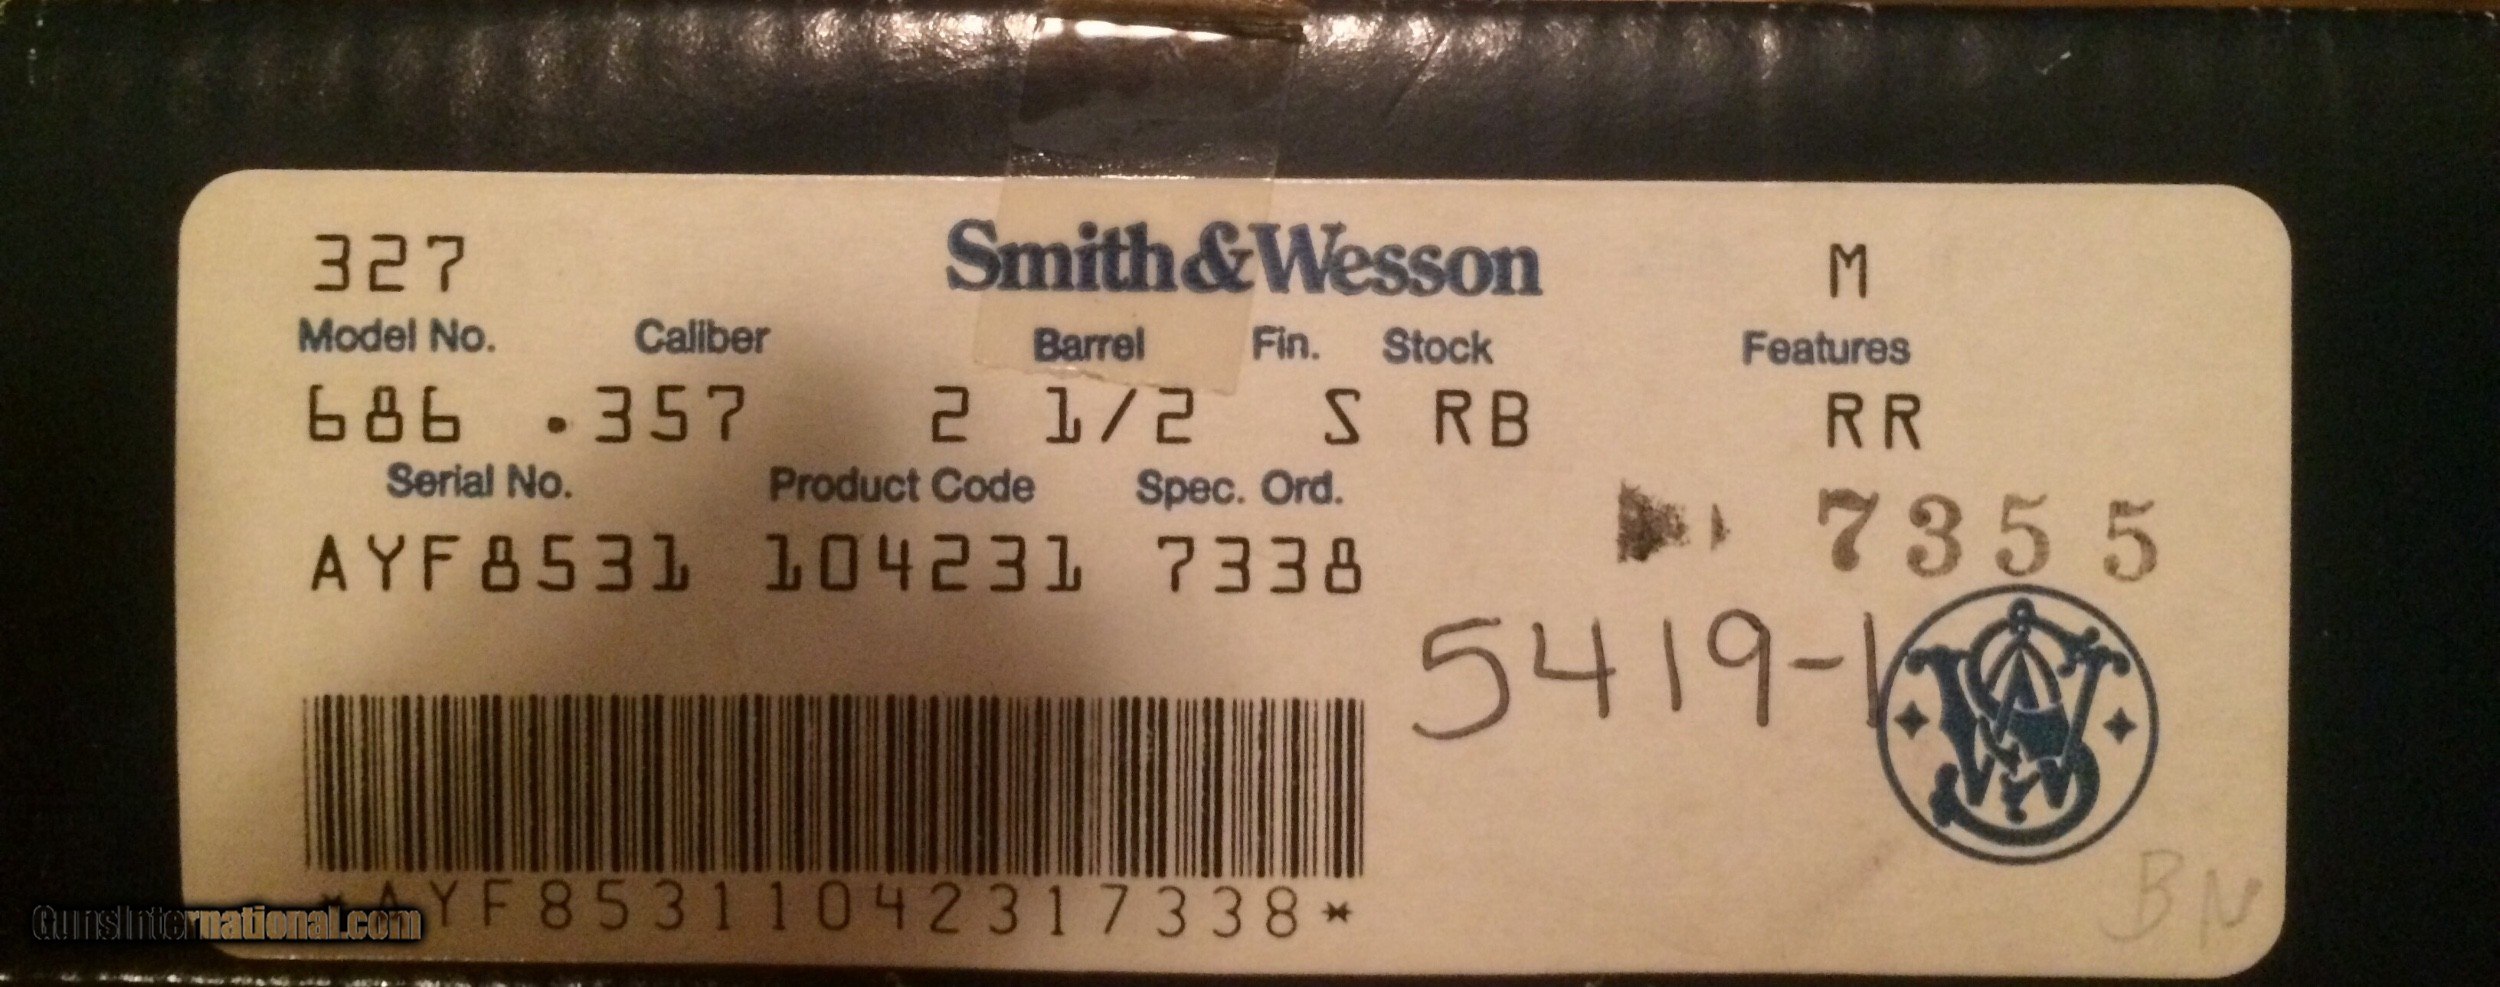 327 Smith&Wesson M
Model No. Caliber Barrel Fin. Stock Features
686 .357 2 1/2 S RB RR
Serial No. Product Code Spec. Ord.
7355
AYF8531 104231 7338
5419-1
*AYF85311042317338*
BN
GunsInternational.com